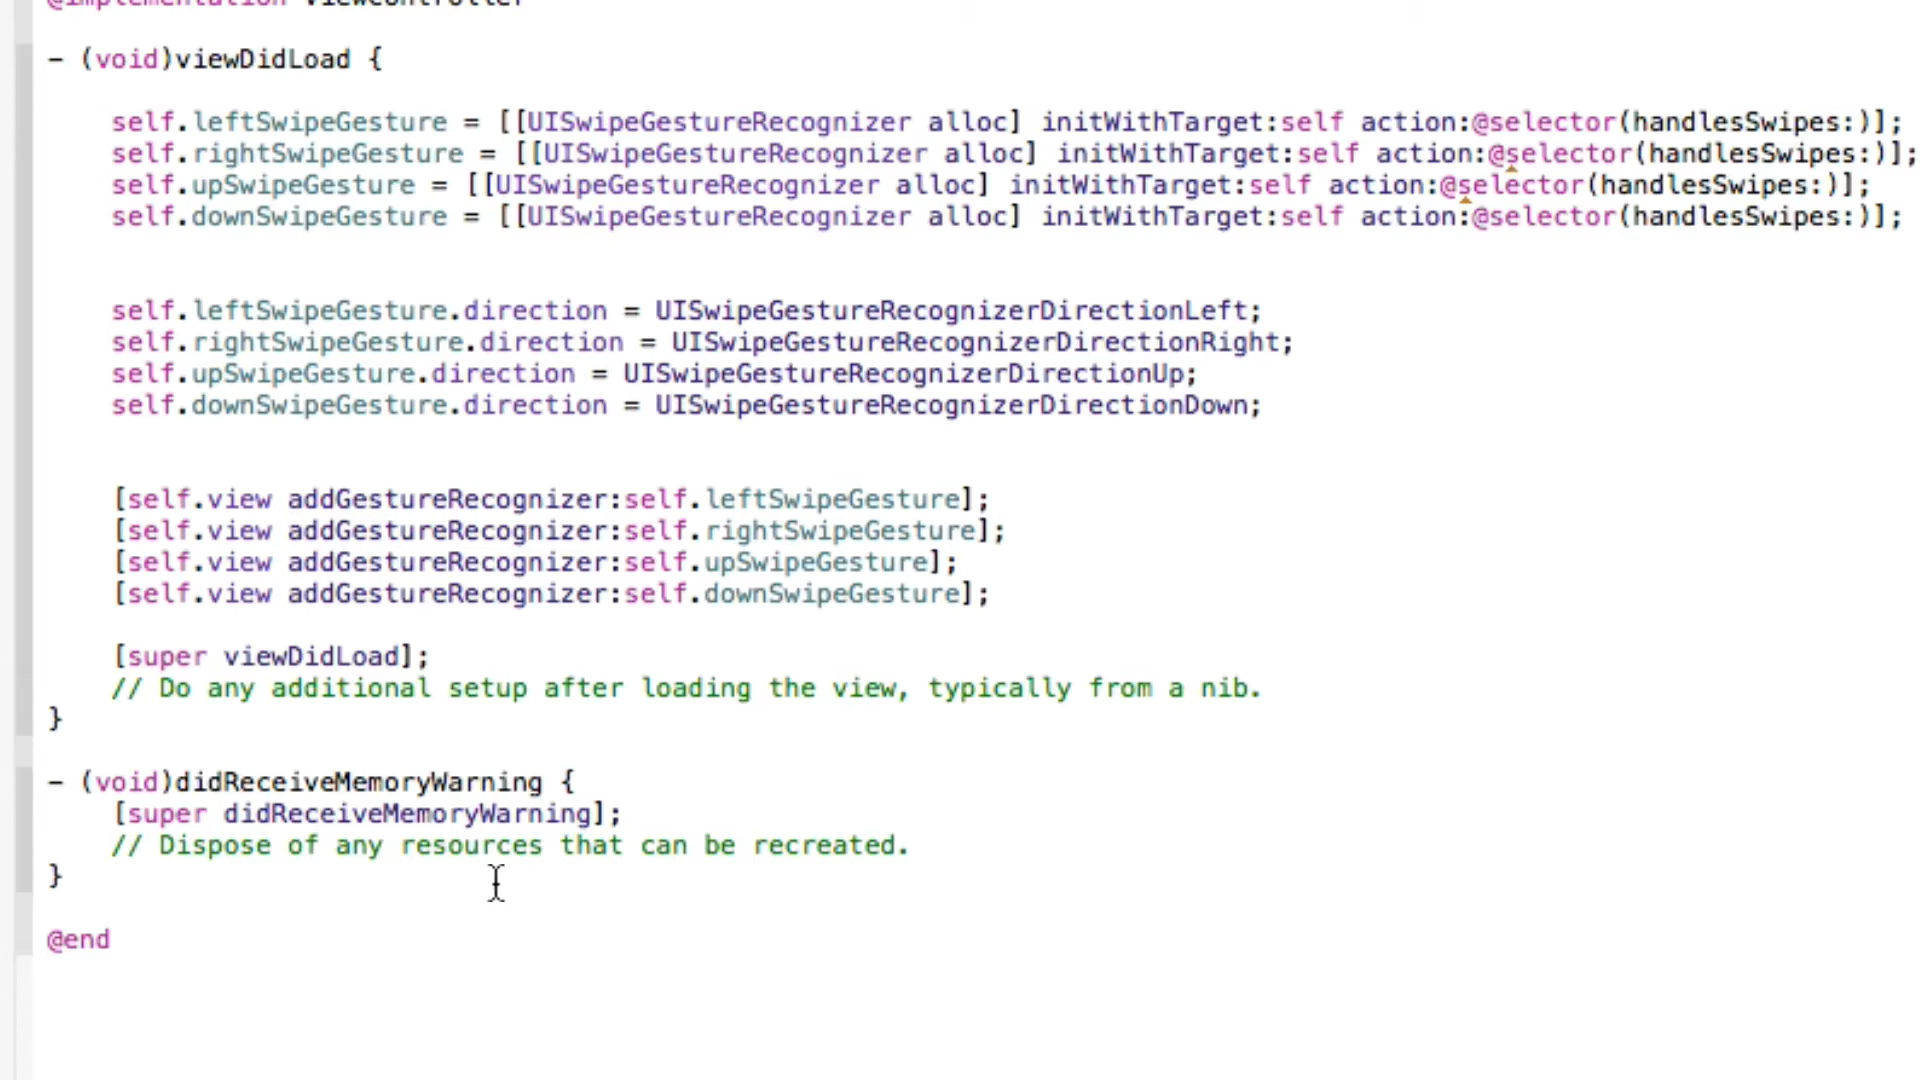 @implementation ViewController
- (void)viewDidLoad {
self.leftSwipeGesture = [[UISwipeGestureRecognizer alloc] initWithTarget:self action:@selector(handlesSwipes:)];
self.rightSwipeGesture = [[UISwipeGestureRecognizer alloc] initWithTarget:self action:@selector(handlesSwipes:)];
self.upSwipeGesture = [[UISwipeGestureRecognizer alloc] initWithTarget:self action:@selector(handlesSwipes:)];
self.downSwipeGesture = [[UISwipeGestureRecognizer alloc] initWithTarget:self action:@selector(handlesSwipes:)];
self.leftSwipeGesture.direction = UISwipeGestureRecognizerDirectionLeft;
self.rightSwipeGesture.direction = UISwipeGestureRecognizerDirectionRight;
self.upSwipeGesture.direction = UISwipeGestureRecognizerDirectionUp;
self.downSwipeGesture.direction = UISwipeGestureRecognizerDirectionDown;
[self.view addGestureRecognizer:self.leftSwipeGesture];
[self.view addGestureRecognizer:self.rightSwipeGesture];
[self.view addGestureRecognizer:self.upSwipeGesture];
[self.view addGestureRecognizer:self.downSwipeGesture];
[super viewDidLoad];
// Do any additional setup after loading the view, typically from a nib.
}
- (void)didReceiveMemoryWarning {
[super didReceiveMemoryWarning];
// Dispose of any resources that can be recreated.
}
@end